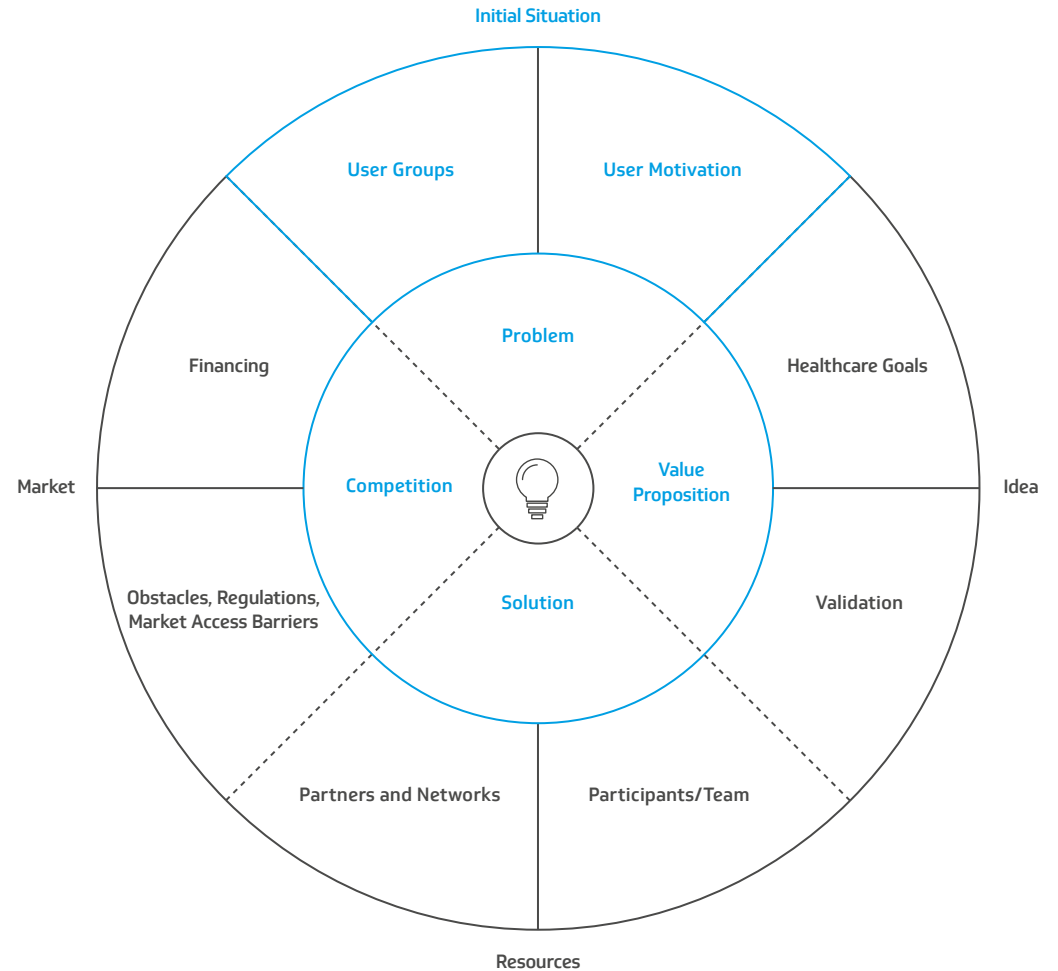 Initial Situation
User Groups
User Motivation
Problem
Financing
Healthcare Goals
Market
Competition
Value
Proposition
Idea
Obstacles, Regulations,
Market Access Barriers
Solution
Validation
Partners and Networks
Participants/Team
Resources